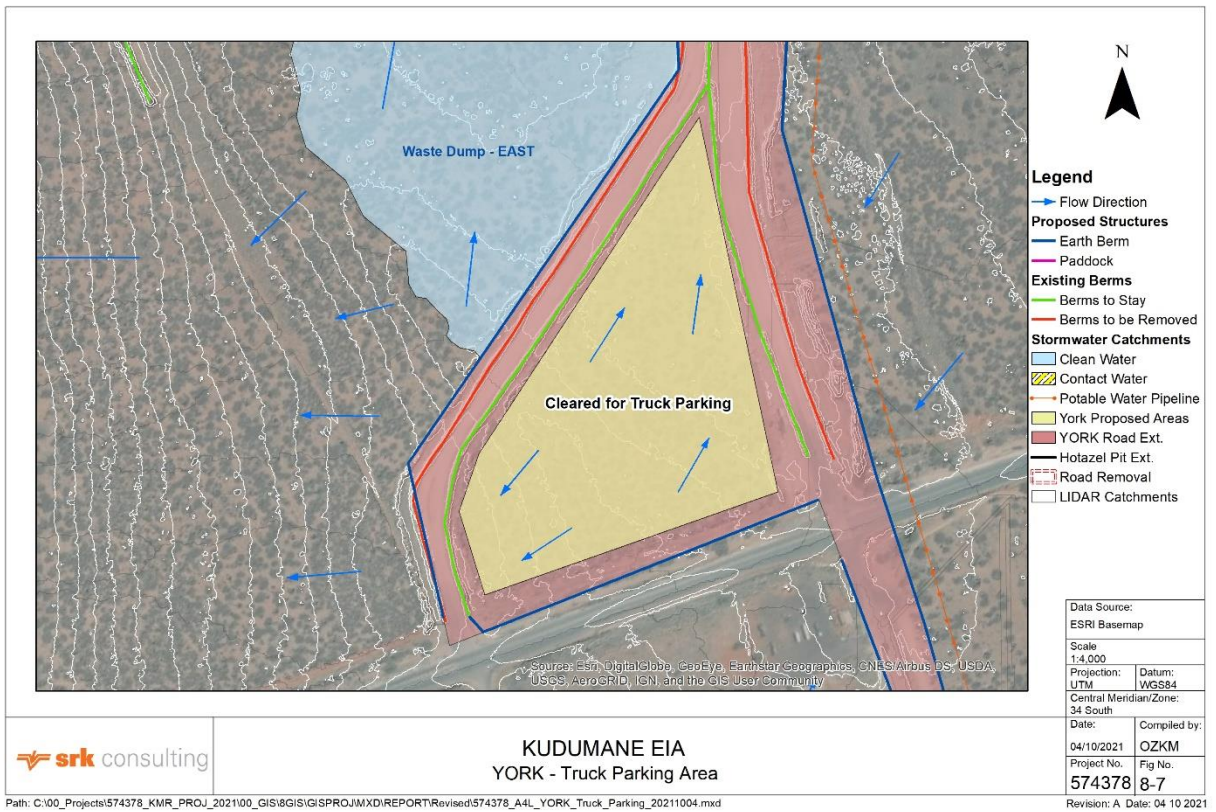 N
Waste Dump - EAST
Cleared for Truck Parking
Source: Esri, DigitalGlobe, GeoEye, Earthstar Geographics, CNES/Airbus DS, USDA,
USGS, AeroGRID, IGN, and the GIS User Community
Legend
Flow Direction
Proposed Structures
Earth Berm
Paddock
Existing Berms
Berms to Stay
Berms to be Removed
Stormwater Catchments
Clean Water
Contact Water
Potable Water Pipeline
York Proposed Areas
YORK Road Ext.
Hotazel Pit Ext.
Road Removal
LIDAR Catchments
Data Source:
ESRI Basemap
Scale
1:4,000
Projection: Datum:
UTM WGS84
Central Meridian/Zone:
34 South
Date: Compiled by:
04/10/2021 OZKM
Project No. Fig No.
574378 8-7
srk consulting
KUDUMANE EIA
YORK - Truck Parking Area
Path: C:\00_Projects\574378_KMR_PROJ_2021\00_GIS\8GIS\GISPROJ\MXD\REPORT\Revised\574378_A4L_YORK_Truck_Parking_20211004.mxd
Revision: A Date: 04 10 2021